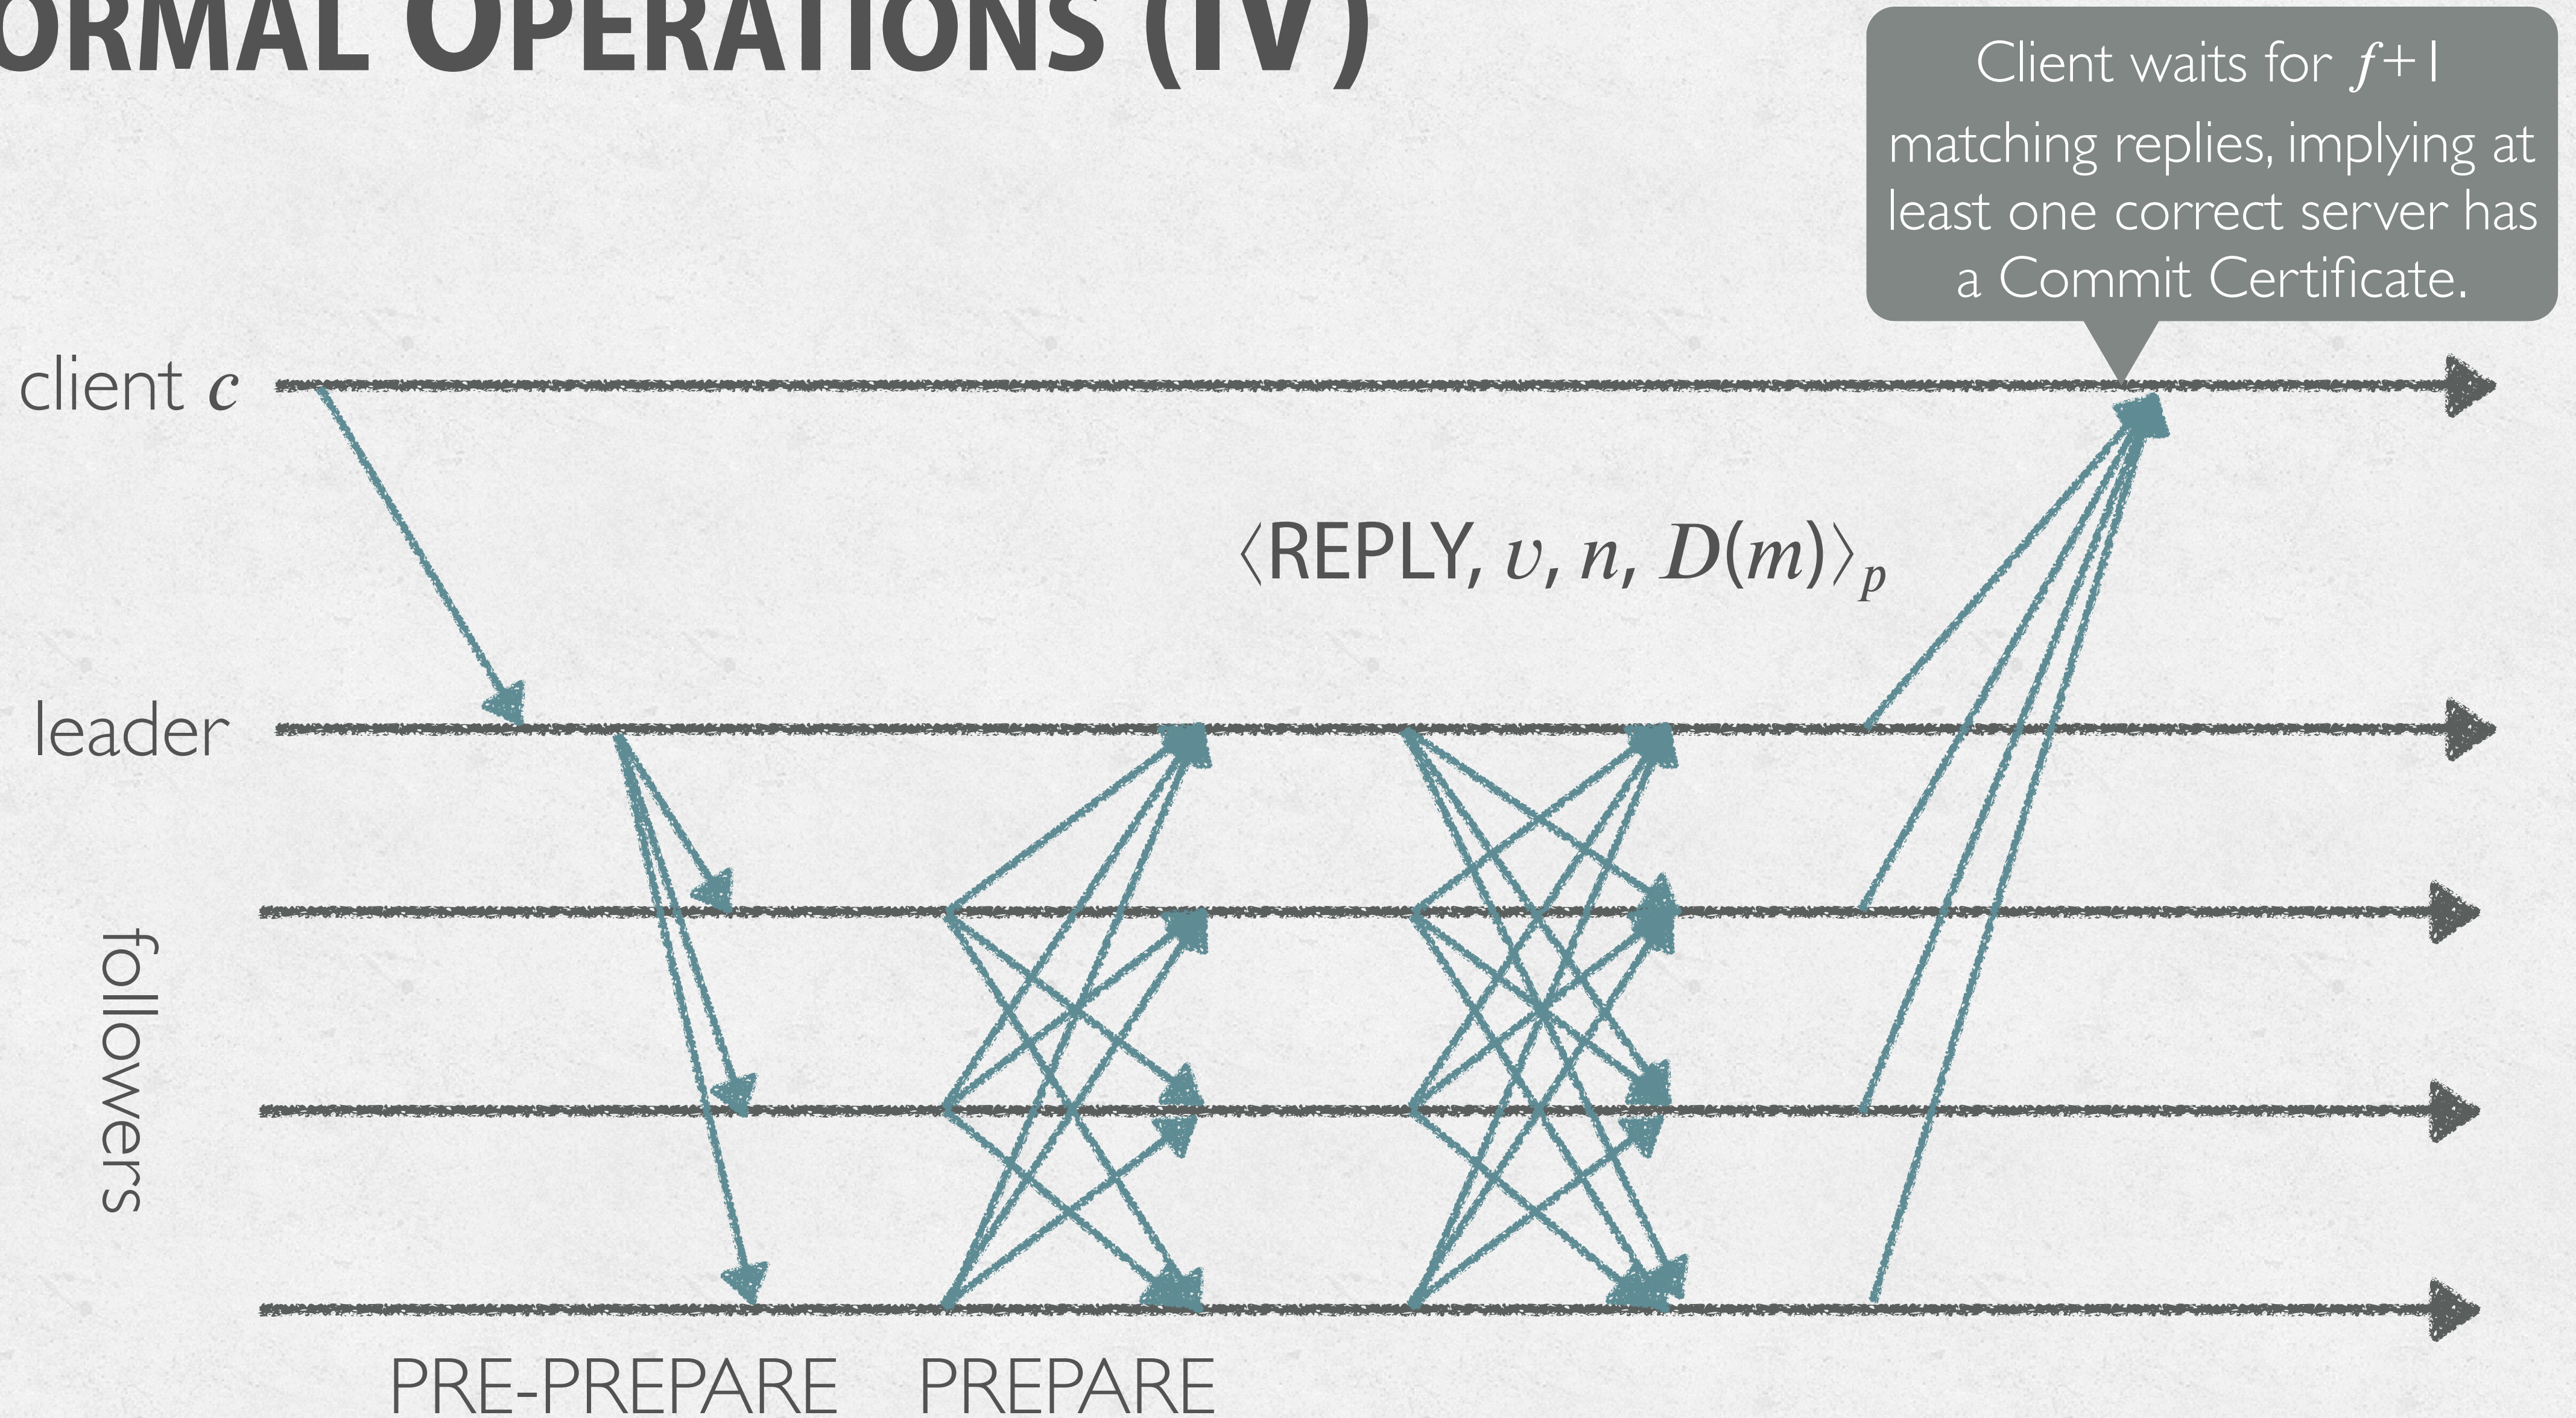 ORMAL OPERATIONS (IV)
Client waits for f+1
matching replies, implying at
least one correct server has
a Commit Certificate.
client c
⟨REPLY, v, n, D(m)⟩p
leader
followers
PRE-PREPARE PREPARE